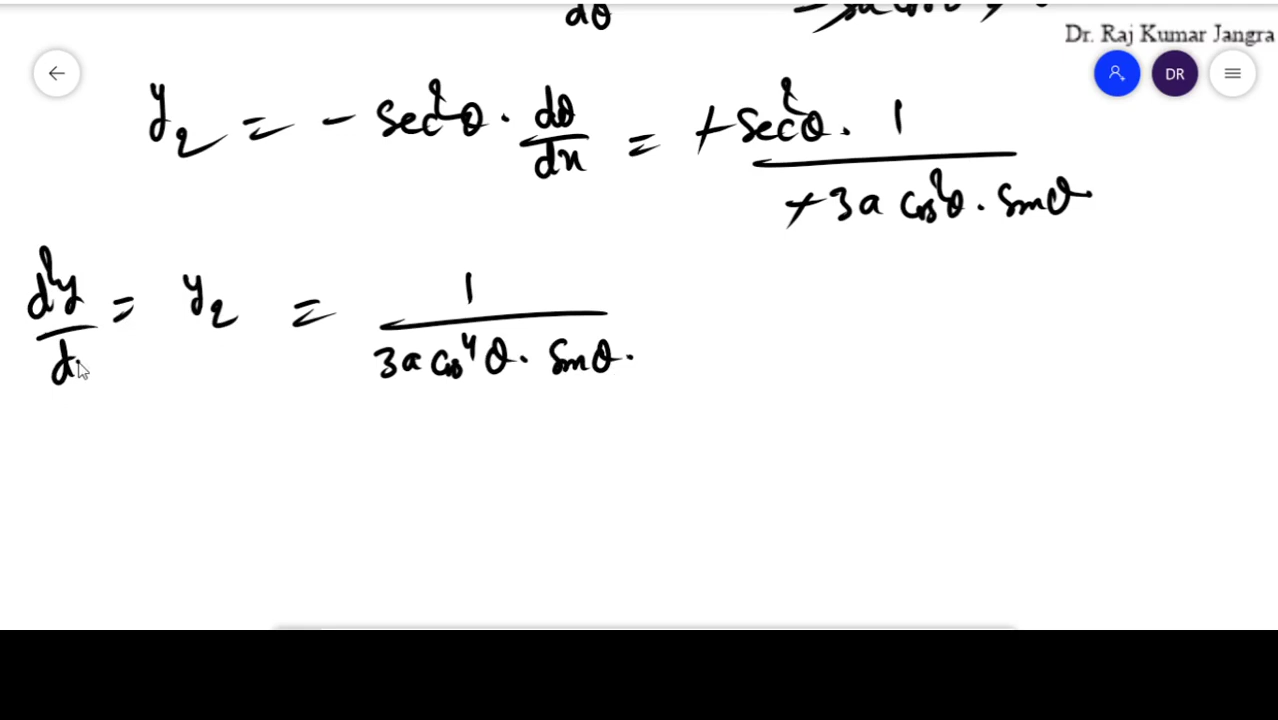 dθ
Dr. Raj Kumar Jangra
DR
y₂ = - sec²θ · dθ/dx = + sec²θ · 1 / +3a cos²θ · sinθ
d²y/d = y₂ = 1 / 3a cos⁴θ · sinθ.